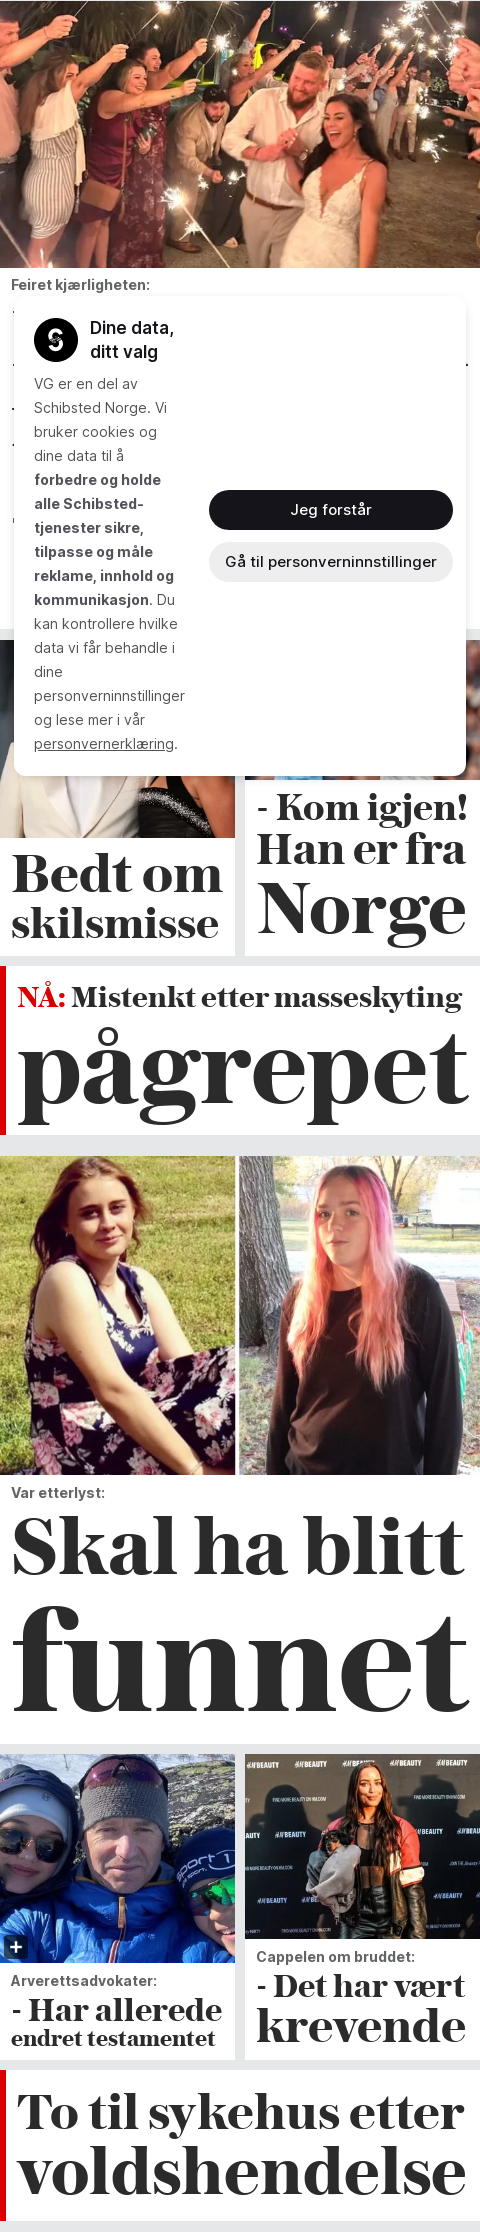 Feiret kjærligheten:
Dine data,
ditt valg
VG er en del av
Schibsted Norge. Vi
bruker cookies og
dine data til å
forbedre og holde
alle Schibsted-
tjenester sikre,
tilpasse og måle
reklame, innhold og
kommunikasjon. Du
kan kontrollere hvilke
data vi får behandle i
dine
personverninnstillinger
og lese mer i vår
personvernerklæring.
Jeg forstår
Gå til personverninnstillinger
Bedt om
skilsmisse
- Kom igjen!
Han er fra
Norge
NÅ: Mistenkt etter masseskyting
pågrepet
Var etterlyst:
Skal ha blitt
funnet
Arverettsadvokater:
- Har allerede
endret testamentet
Cappelen om bruddet:
- Det har vært
krevende
To til sykehus etter
voldshendelse